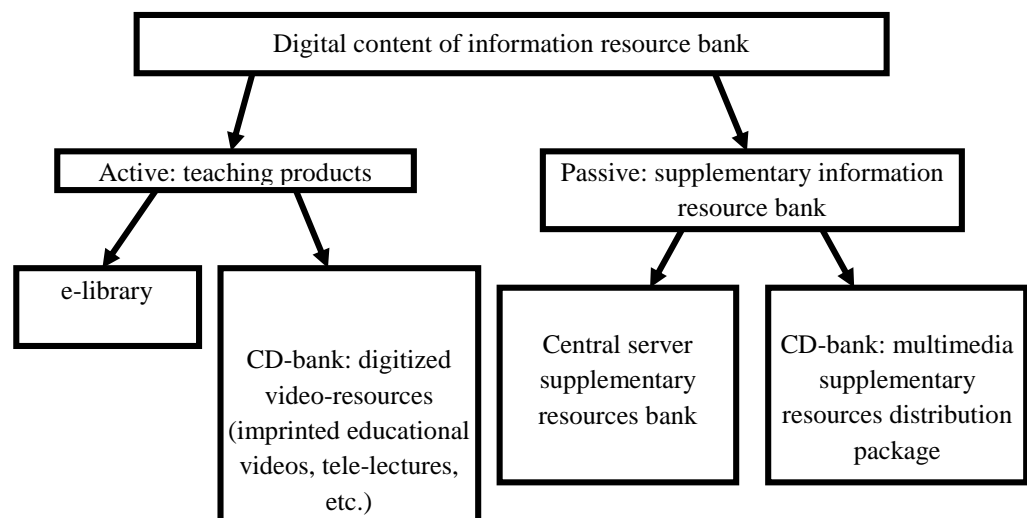 Digital content of information resource bank
Active: teaching products
Passive: supplementary information
resource bank
e-library
CD-bank: digitized
video-resources
(imprinted educational
videos, tele-lectures,
etc.)
Central server
supplementary
resources bank
CD-bank: multimedia
supplementary
resources distribution
package